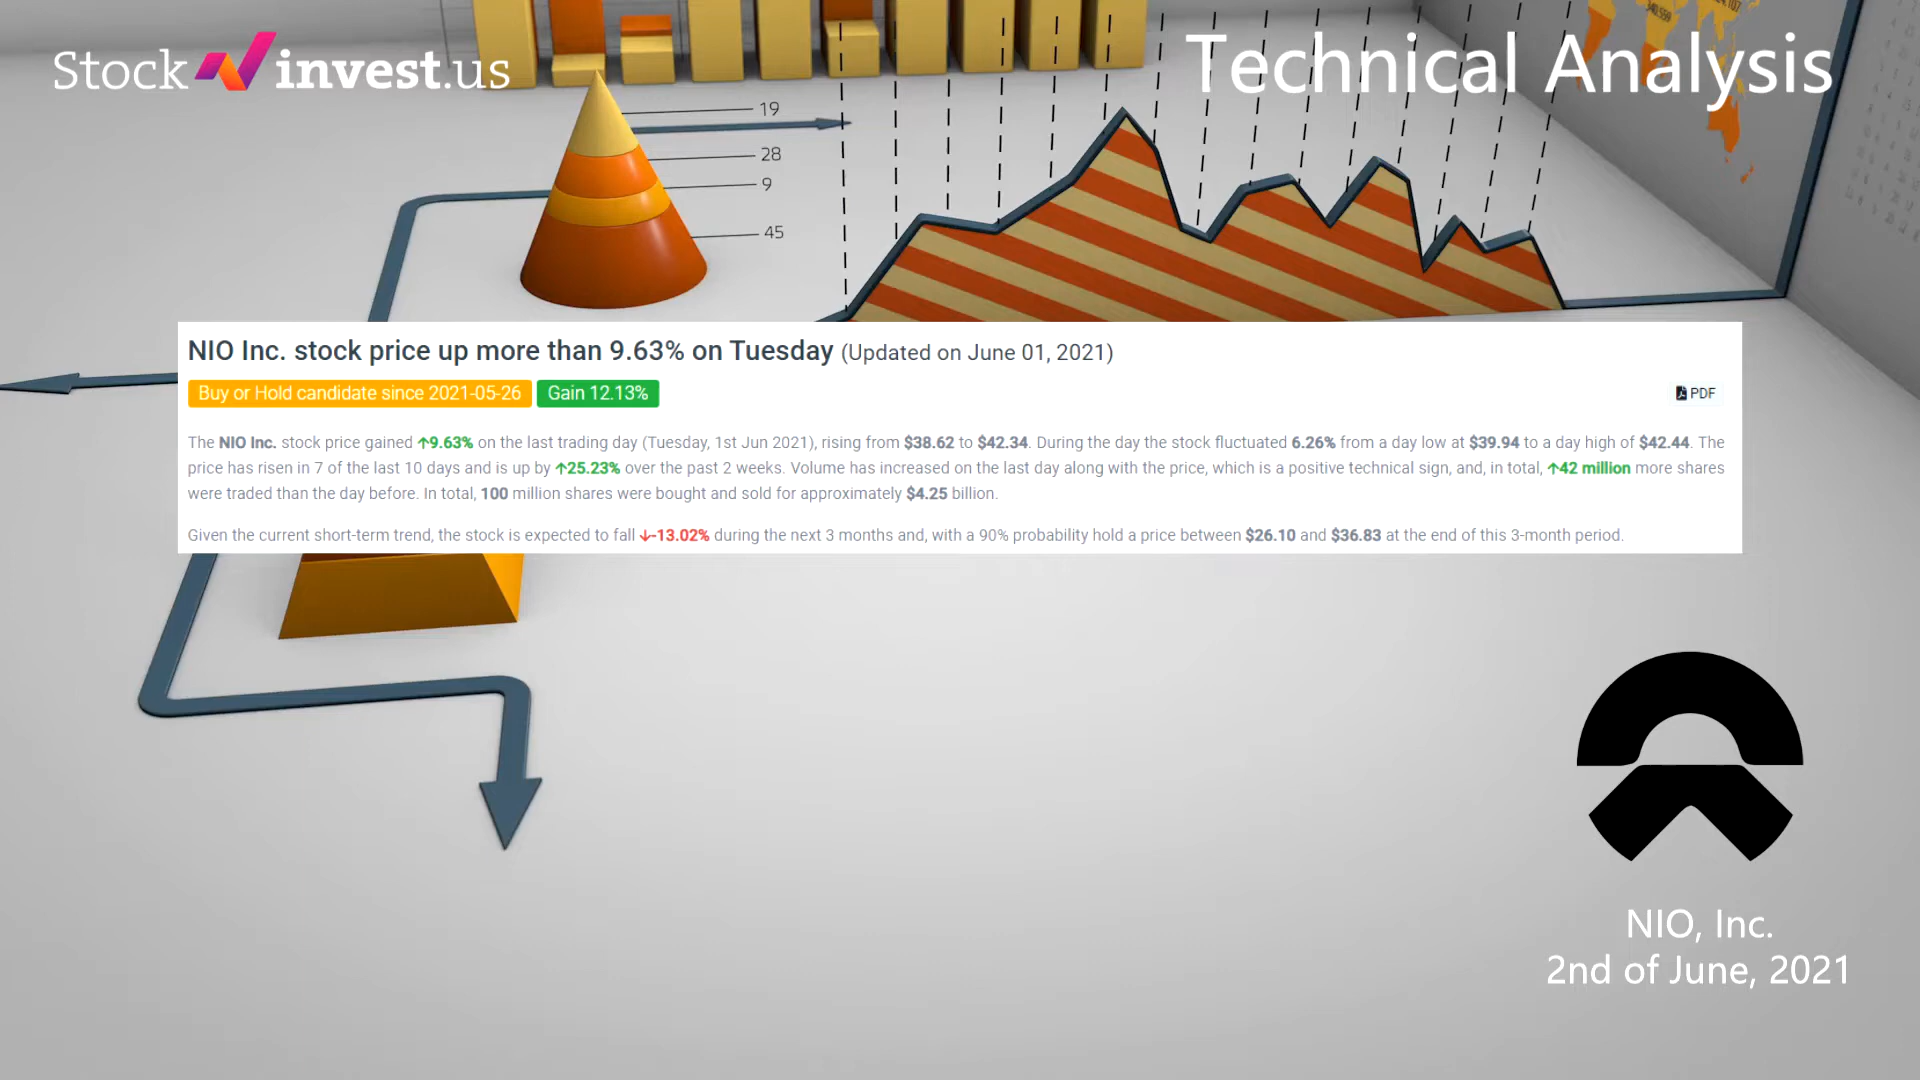 Stock invest.us
Technical Analysis
19
28
9
45
NIO Inc. stock price up more than 9.63% on Tuesday (Updated on June 01, 2021)
Buy or Hold candidate since 2021-05-26 Gain 12.13%
PDF
The NIO Inc. stock price gained ↑9.63% on the last trading day (Tuesday, 1st Jun 2021), rising from $38.62 to $42.34. During the day the stock fluctuated 6.26% from a day low at $39.94 to a day high of $42.44. The
price has risen in 7 of the last 10 days and is up by ↑25.23% over the past 2 weeks. Volume has increased on the last day along with the price, which is a positive technical sign, and, in total, ↑42 million more shares
were traded than the day before. In total, 100 million shares were bought and sold for approximately $4.25 billion.
Given the current short-term trend, the stock is expected to fall ↓-13.02% during the next 3 months and, with a 90% probability hold a price between $26.10 and $36.83 at the end of this 3-month period.
NIO, Inc.
2nd of June, 2021